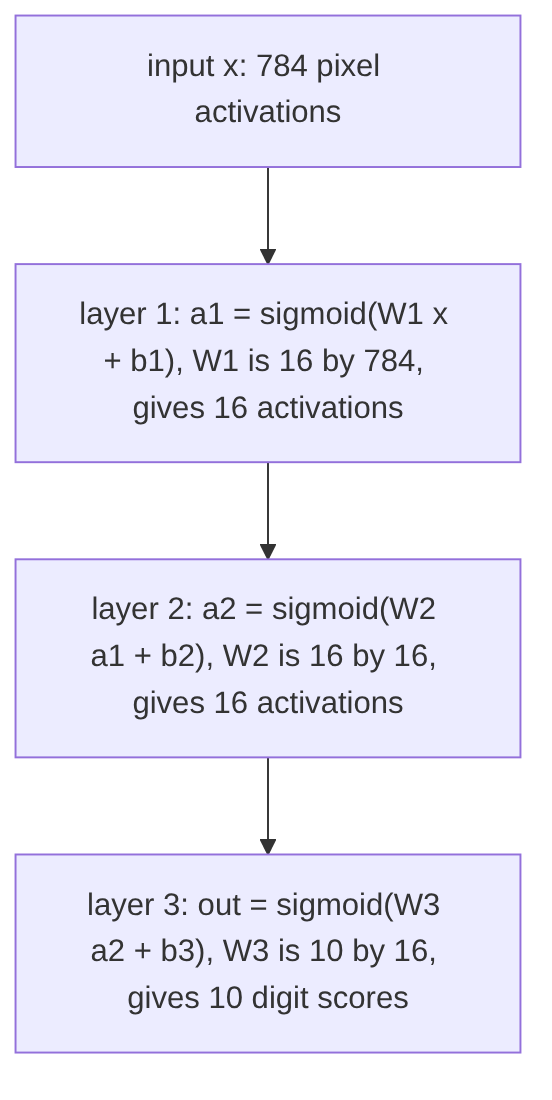 input x: 784 pixel
activations
layer 1: a1 = sigmoid(W1 x
+ b1), W1 is 16 by 784,
gives 16 activations
layer 2: a2 = sigmoid(W2
a1 + b2), W2 is 16 by 16,
gives 16 activations
layer 3: out = sigmoid(W3
a2 + b3), W3 is 10 by 16,
gives 10 digit scores